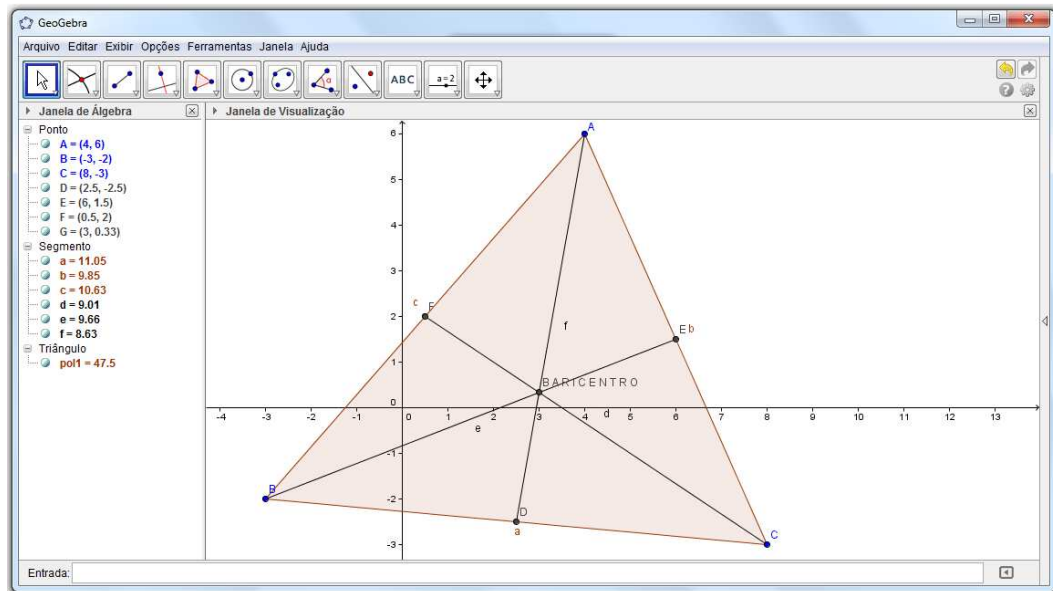 GeoGebra
Arquivo Editar Exibir Opções Ferramentas Janela Ajuda
ABC
a=2
Janela de Álgebra
Ponto
A = (4, 6)
B = (-3, -2)
C = (8, -3)
D = (2.5, -2.5)
E = (6, 1.5)
F = (0.5, 2)
G = (3, 0.33)
Segmento
a = 11.05
b = 9.85
c = 10.63
d = 9.01
e = 9.66
f = 8.63
Triângulo
pol1 = 47.5
Janela de Visualização
6
A
5
4
3
c F
2
f
E b
1
BARICENTRO
0
-4 -3 -2 -1 0 1 2 3 4 5 6 7 8 9 10 11 12 13
d
e
-1
B
-2
D
a
C
-3
Entrada: